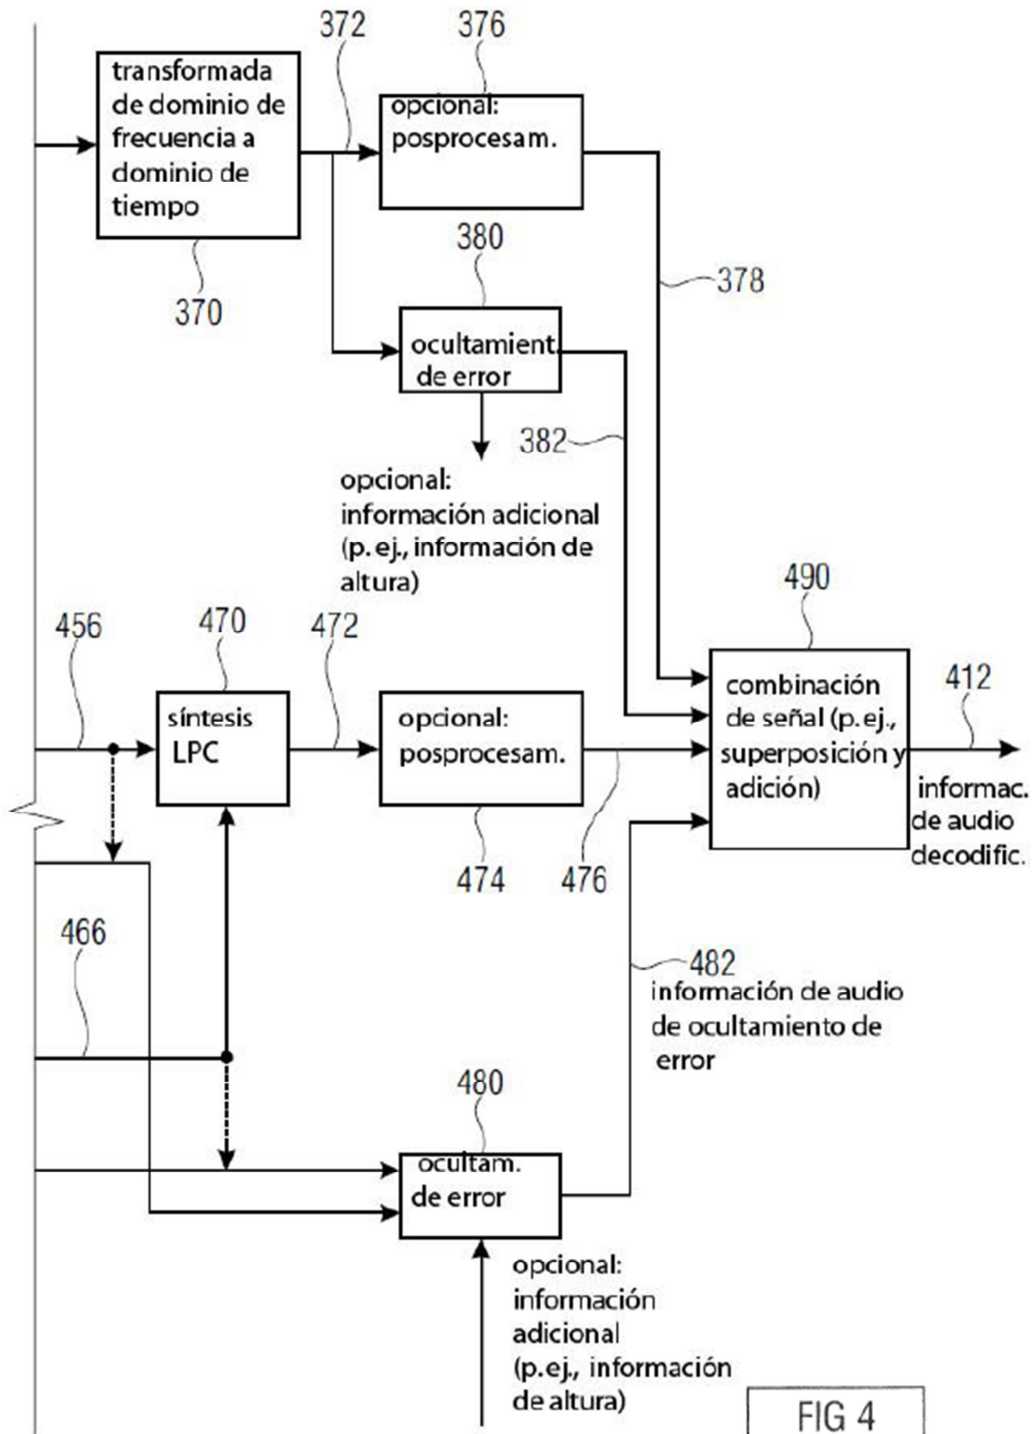 372
376
transformada
de dominio de
frecuencia a
dominio de
tiempo
opcional:
posprocesam.
370
380
378
ocultamient.
de error
382
opcional:
información adicional
(p. ej., información de
altura)
456
470
472
490
412
síntesis
LPC
opcional:
posprocesam.
combinación
de señal (p. ej.,
superposición y
adición)
informac.
de audio
decodific.
474
476
466
482
información de audio
de ocultamiento de
error
480
ocultam.
de error
opcional:
información
adicional
(p.ej., información
de altura)
FIG 4